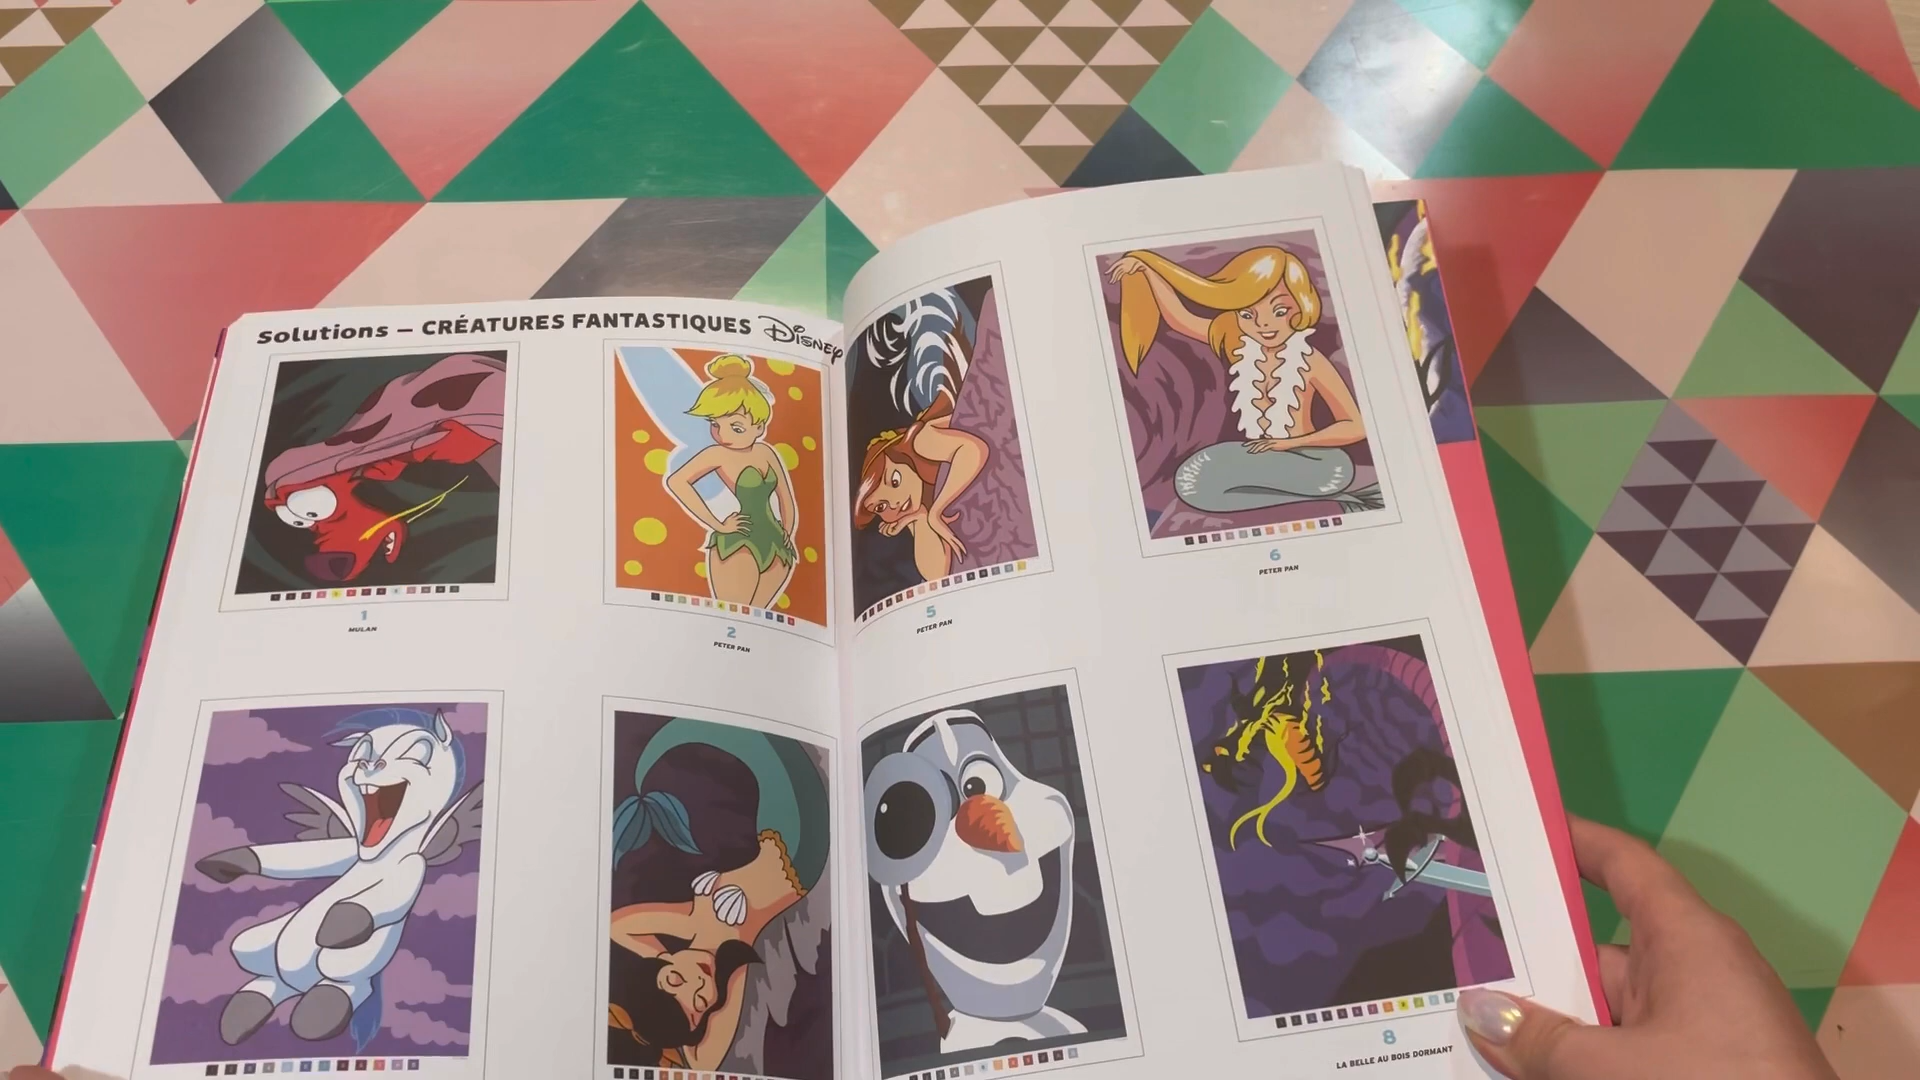 Solutions – CRÉATURES FANTASTIQUES Disney
1
MULAN
2
PETER PAN
5
PETER PAN
6
PETER PAN
8
LA BELLE AU BOIS DORMANT